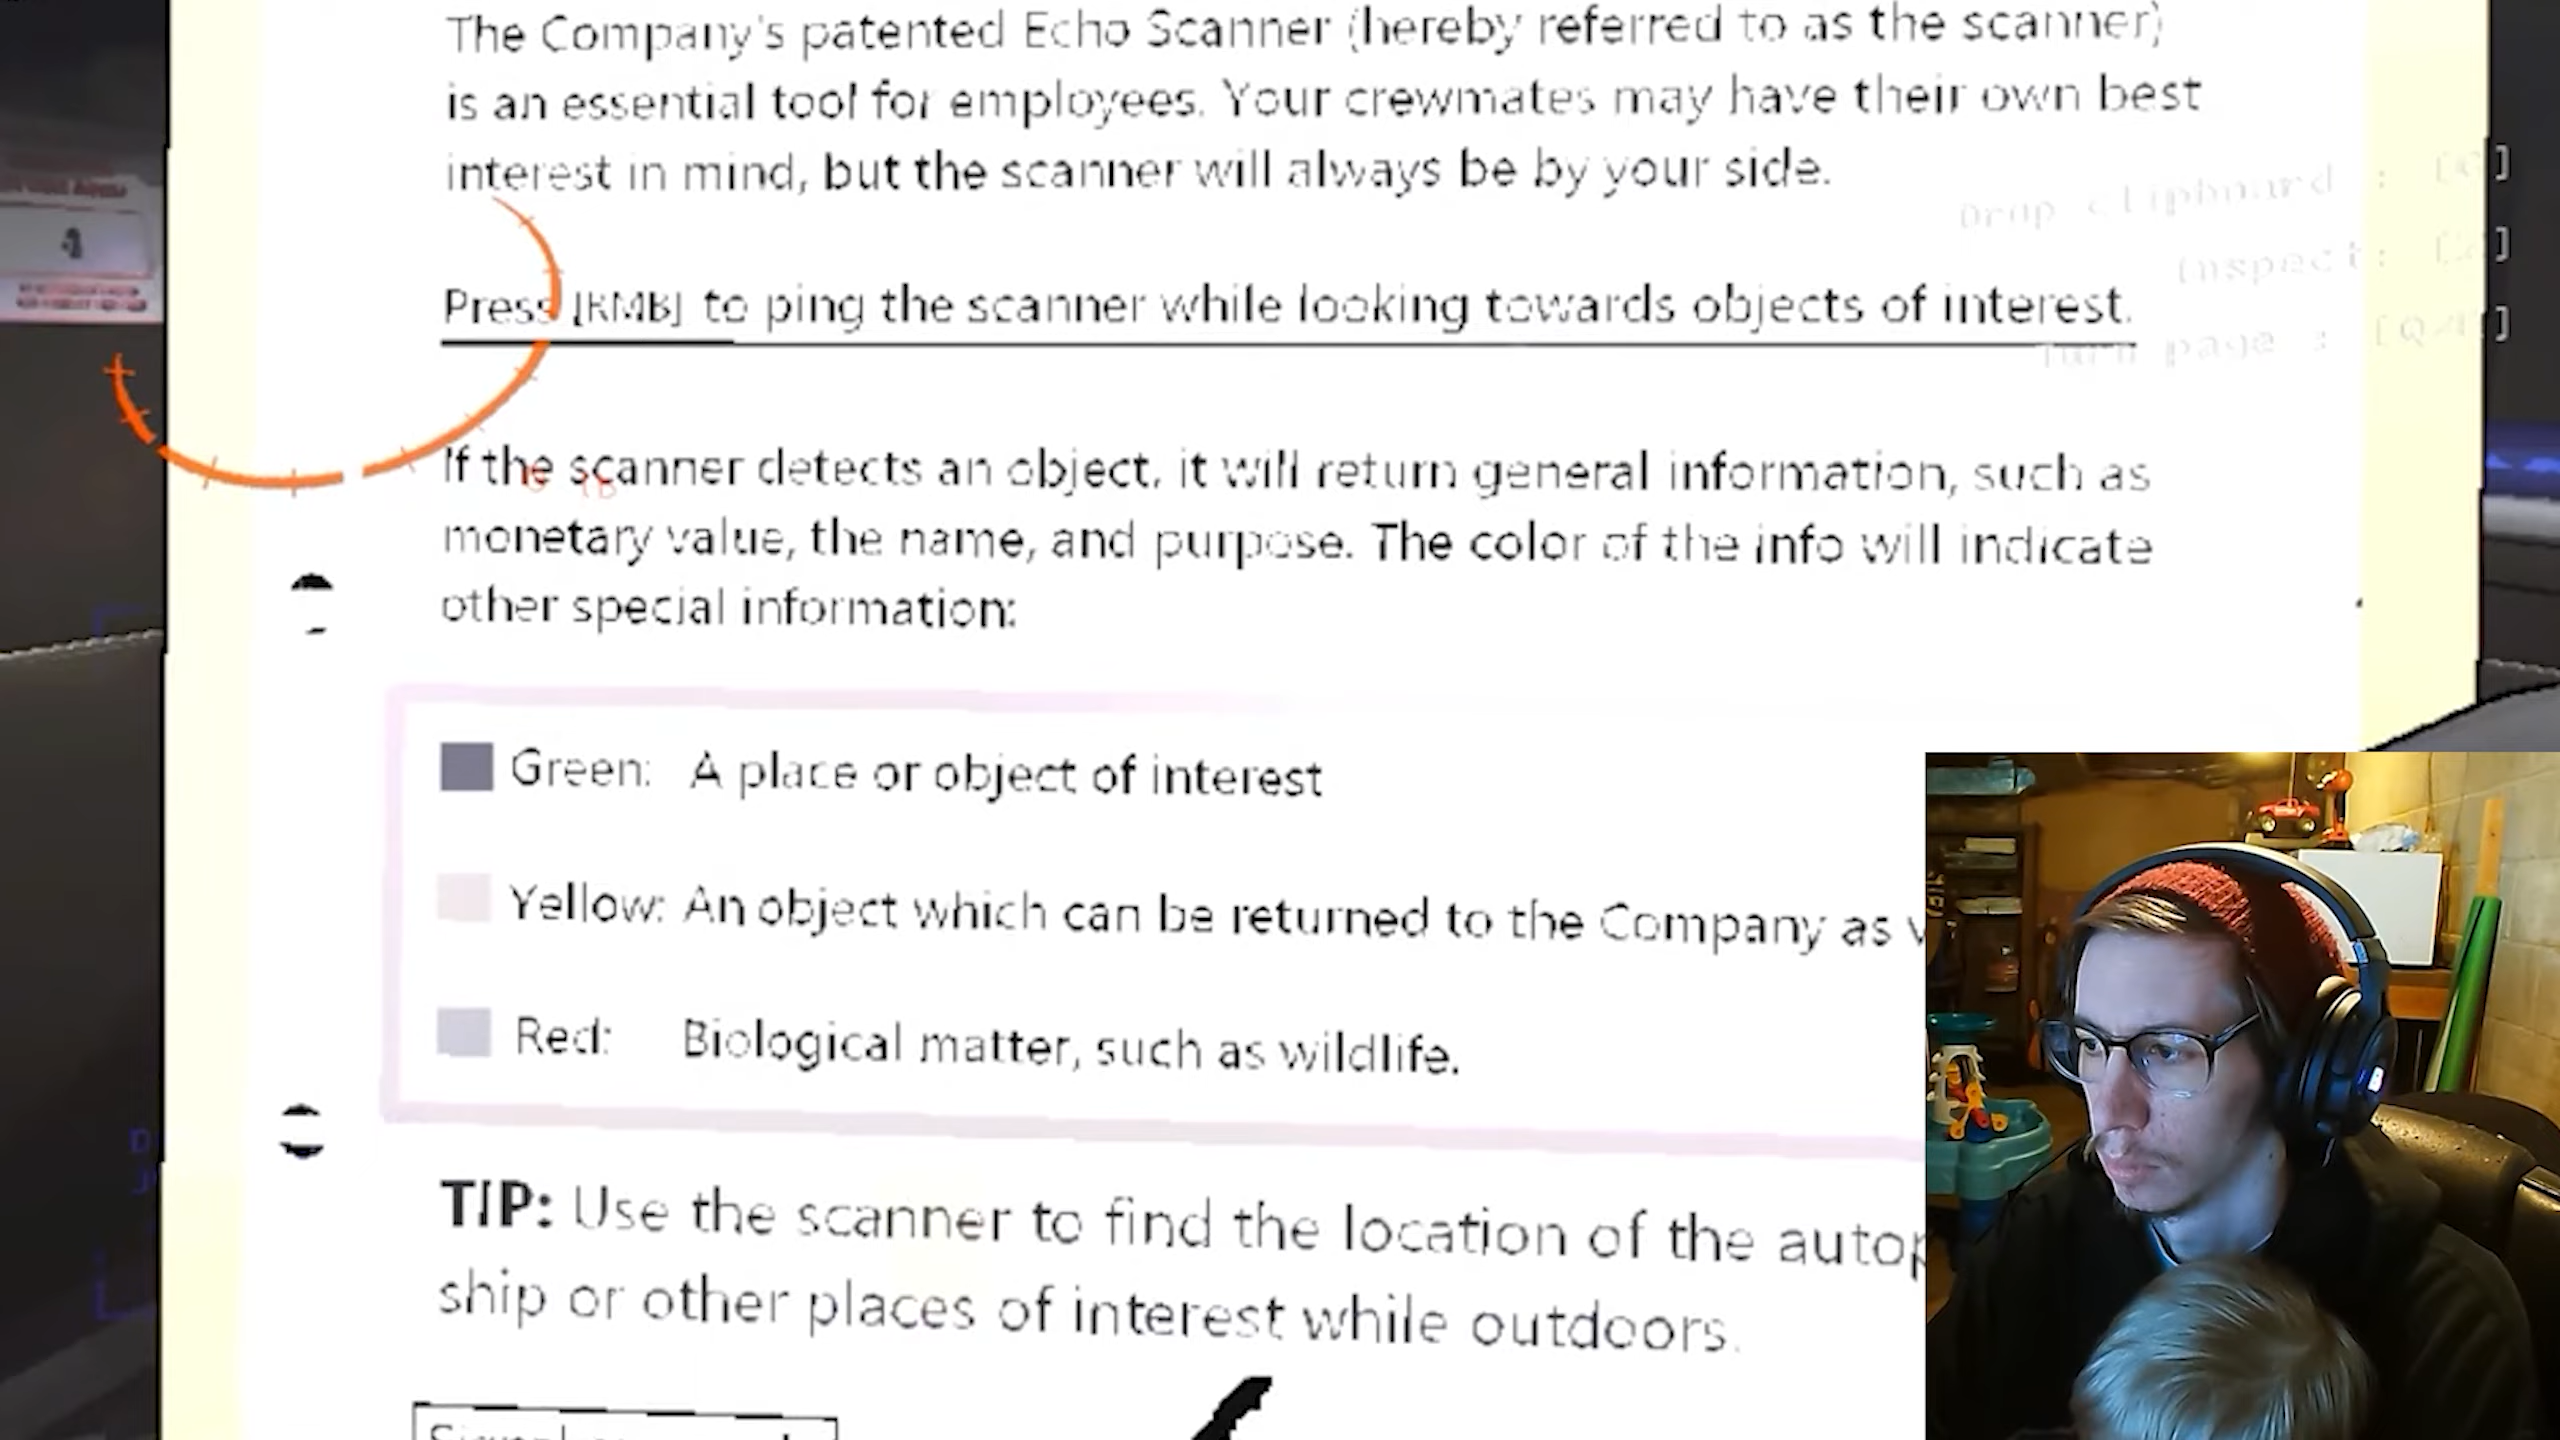 The Company's patented Echo Scanner (hereby referred to as the scanner)
is an essential tool for employees. Your crewmates may have their own best
interest in mind, but the scanner will always be by your side.
Drop clipboard : [G]
Inspect: [Z]
Press [RMB] to ping the scanner while looking towards objects of interest.
Turn page : [Q/E]
If the scanner detects an object, it will return general information, such as
monetary value, the name, and purpose. The color of the info will indicate
other special information:
Green: A place or object of interest
Yellow: An object which can be returned to the Company as
Red: Biological matter, such as wildlife.
TIP: Use the scanner to find the location of the
ship or other places of interest while outdoors.